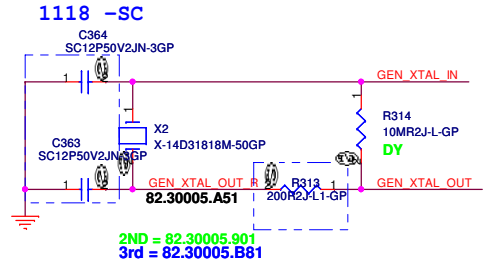 1118 -SC
C364
SC12P50V2JN-3GP
1
GEN_XTAL_IN
1
X2
X-14D31818M-50GP
R314
10MR2J-L-GP
DY
C363
SC12P50V2JN-3GP
1
GEN_XTAL_OUT_R
R313
1
GEN_XTAL_OUT
200R2J-L1-GP
82.30005.A51
2ND = 82.30005.901
3rd = 82.30005.B81